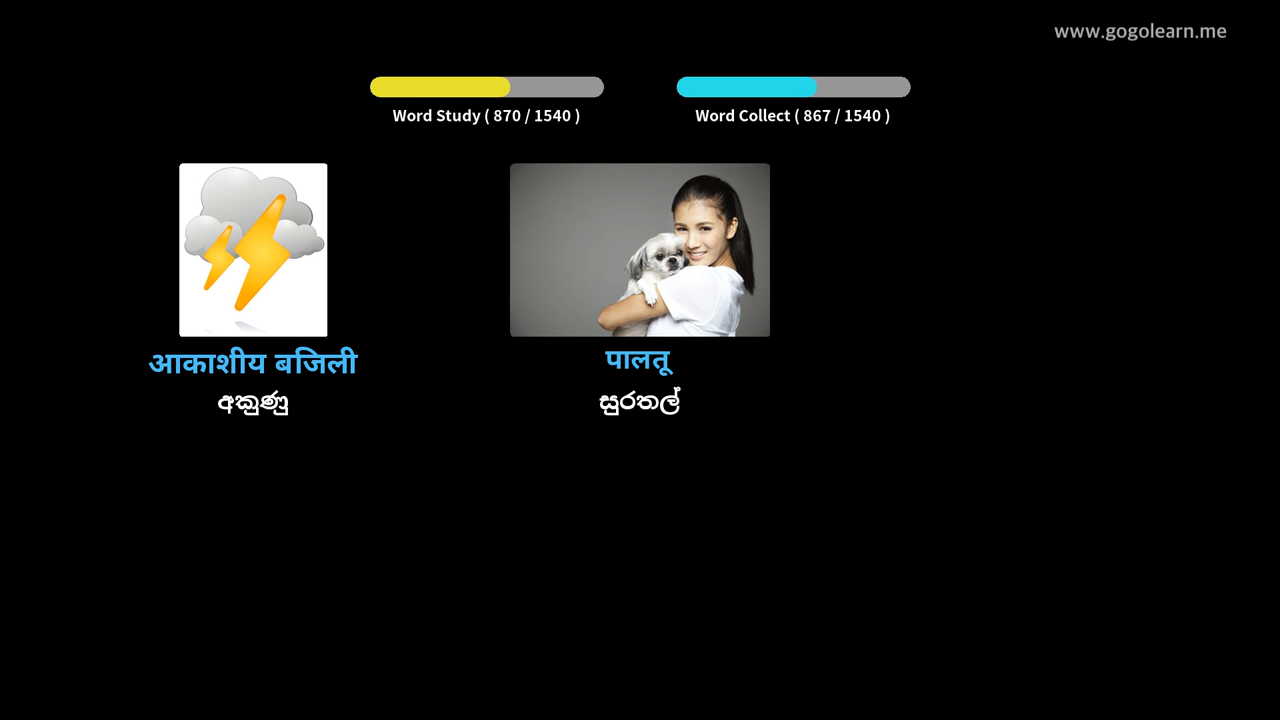 www.gogolearn.me
Word Study ( 870 / 1540 )
Word Collect ( 867 / 1540 )
आकाशीय बजिली
අකුණු
पालतू
සුරතල්